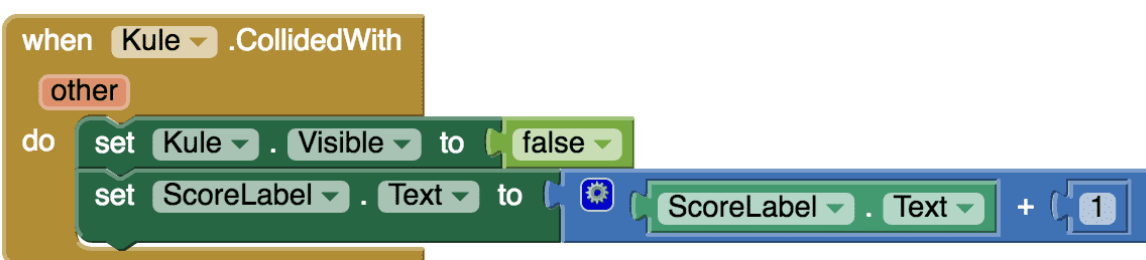 when Kule .CollidedWith
other
do set Kule . Visible to false
set ScoreLabel . Text to ScoreLabel . Text + 1